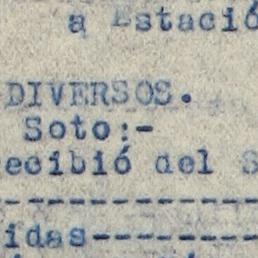 a Estació
DIVERSOS.
Soto:-
ecibió del S
------------------
idas-----------